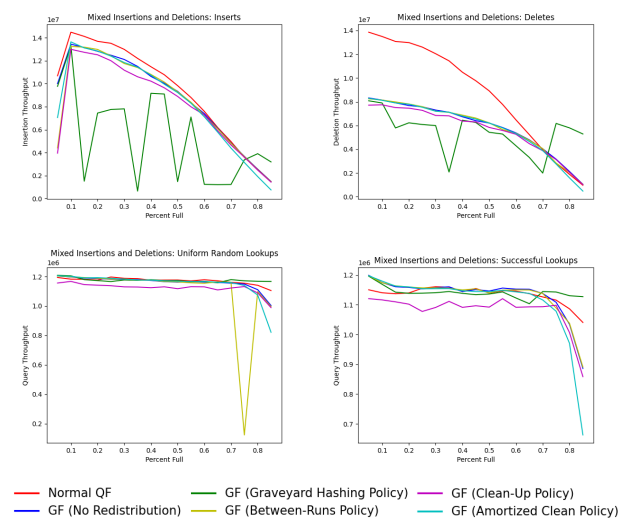 Mixed Insertions and Deletions: Inserts
1e7
1.4
1.2
1.0
0.8
0.6
0.4
0.2
0.0
Insertion Throughput
0.1 0.2 0.3 0.4 0.5 0.6 0.7 0.8
Percent Full
Mixed Insertions and Deletions: Deletes
1e7
1.4
1.2
1.0
0.8
0.6
0.4
0.2
0.0
Deletion Throughput
0.1 0.2 0.3 0.4 0.5 0.6 0.7 0.8
Percent Full
Mixed Insertions and Deletions: Uniform Random Lookups
1e6
1.2
1.0
0.8
0.6
0.4
0.2
Query Throughput
0.1 0.2 0.3 0.4 0.5 0.6 0.7 0.8
Percent Full
Mixed Insertions and Deletions: Successful Lookups
1e6
1.2
1.1
1.0
0.9
0.8
0.7
Query Throughput
0.1 0.2 0.3 0.4 0.5 0.6 0.7 0.8
Percent Full
Normal QF
GF (No Redistribution)
GF (Graveyard Hashing Policy)
GF (Between-Runs Policy)
GF (Clean-Up Policy)
GF (Amortized Clean Policy)